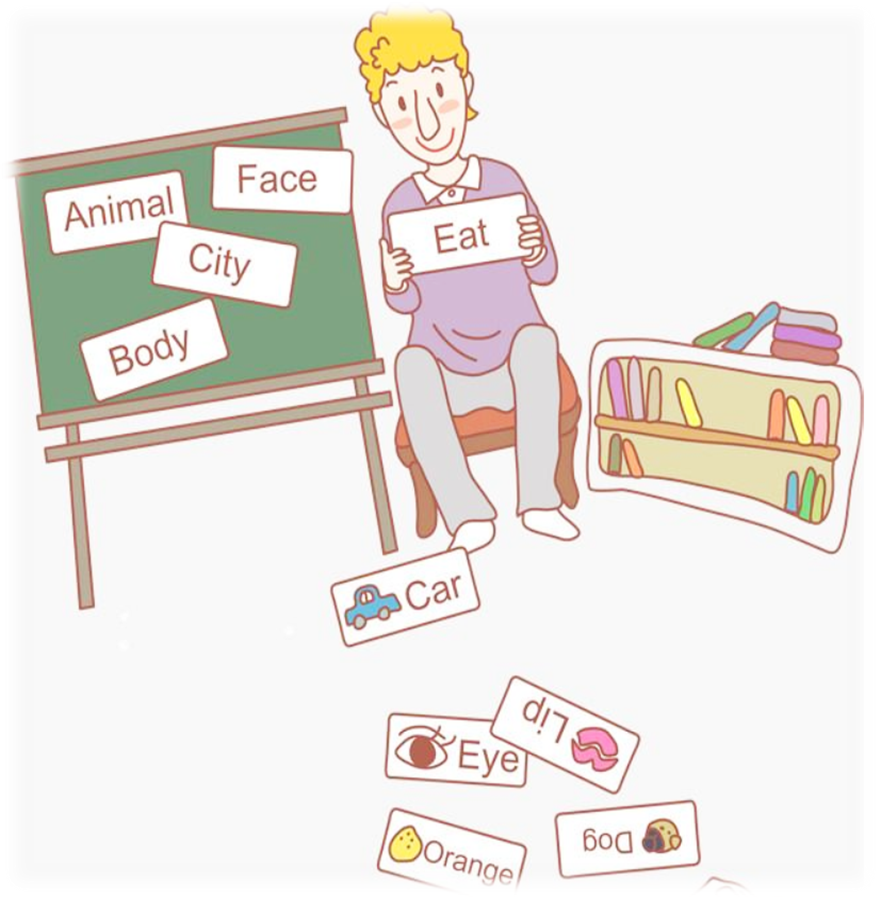 Face
Animal
City
Eat
Body
Car
Lip
Eye
Dog
Orange